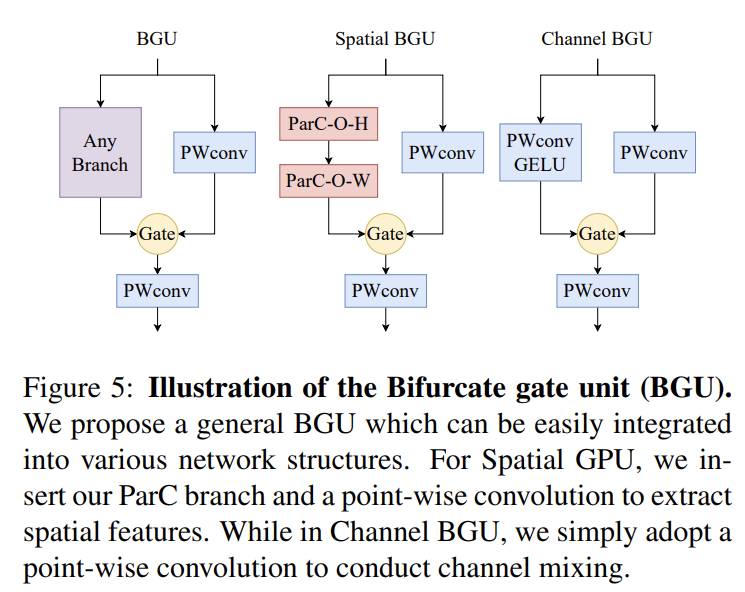 BGU
Spatial BGU
Channel BGU
Any
Branch
PWconv
ParC-O-H
ParC-O-W
PWconv
PWconv
GELU
PWconv
Gate
Gate
Gate
PWconv
PWconv
PWconv
Figure 5: Illustration of the Bifurcate gate unit (BGU).
We propose a general BGU which can be easily integrated
into various network structures. For Spatial GPU, we in-
sert our ParC branch and a point-wise convolution to extract
spatial features. While in Channel BGU, we simply adopt a
point-wise convolution to conduct channel mixing.